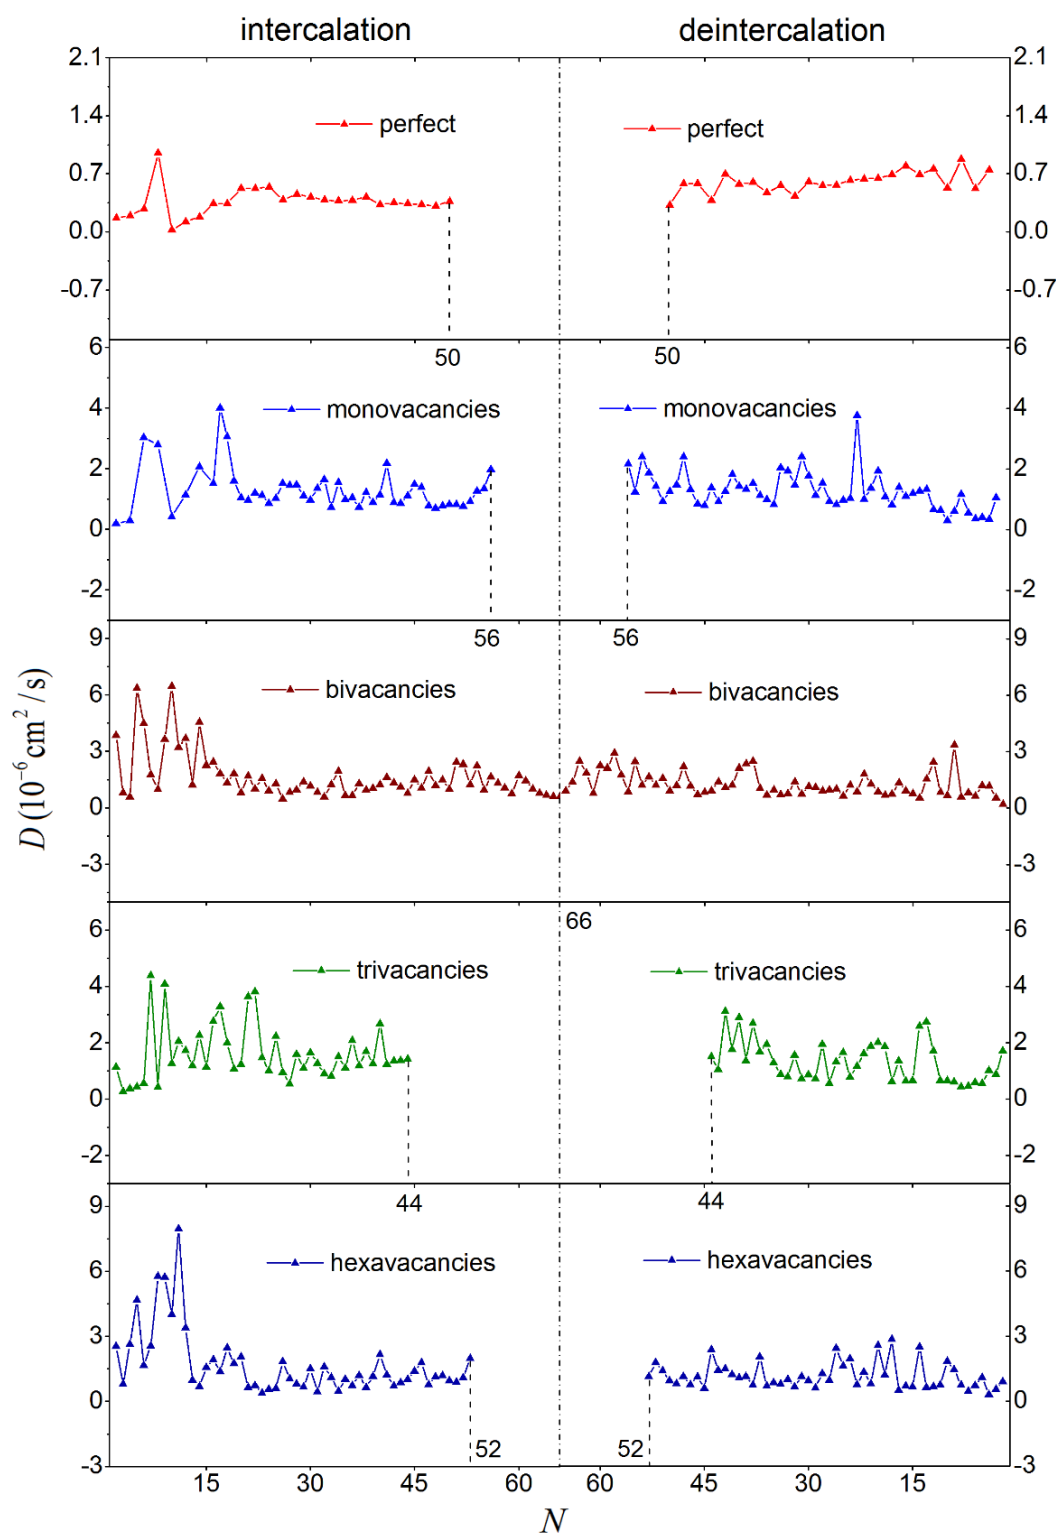 intercalation deintercalation
2.1 2.1
1.4 1.4
perfect perfect
0.7 0.7
0.0 0.0
-0.7 -0.7
6 50 50 6
4 monovacancies monovacancies 4
2 2
0 0
-2 -2
9 56 56 9
6 bivacancies bivacancies 6
3 3
0 0
-3 -3
D (10⁻⁶ cm² / s)
6 66 6
4 trivacancies trivacancies 4
2 2
0 0
-2 -2
9 44 44 9
6 hexavacancies hexavacancies 6
3 3
0 0
52 52
-3 -3
15 30 45 60 60 45 30 15
N